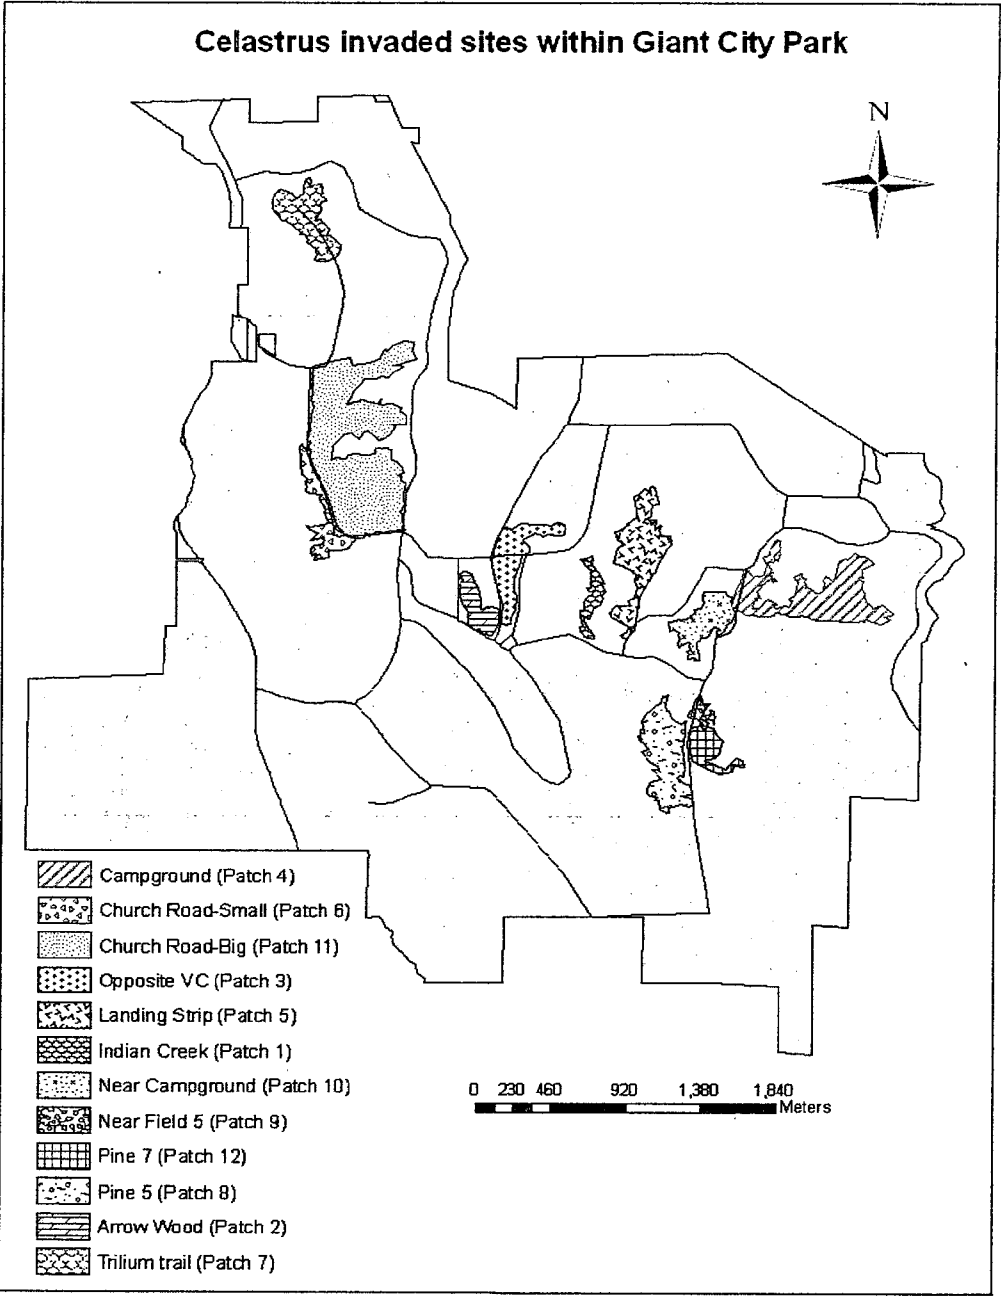 Celastrus invaded sites within Giant City Park
N
Campground (Patch 4)
Church Road-Small (Patch 6)
Church Road-Big (Patch 11)
Opposite VC (Patch 3)
Landing Strip (Patch 5)
Indian Creek (Patch 1)
Near Campground (Patch 10)
Near Field 5 (Patch 9)
Pine 7 (Patch 12)
Pine 5 (Patch 8)
Arrow Wood (Patch 2)
Trilium trail (Patch 7)
0 230 460 920 1,380 1,840
Meters